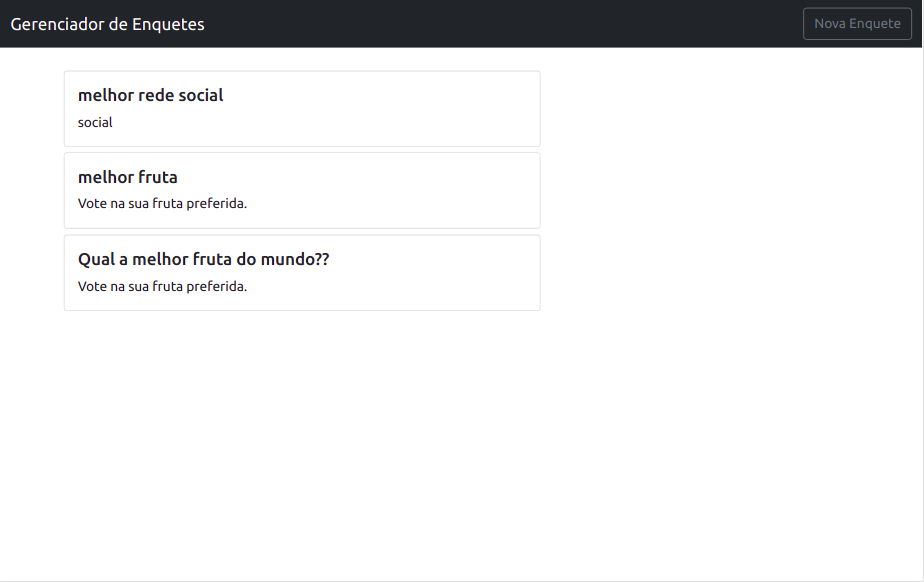 Gerenciador de Enquetes
Nova Enquete
melhor rede social
social
melhor fruta
Vote na sua fruta preferida.
Qual a melhor fruta do mundo??
Vote na sua fruta preferida.